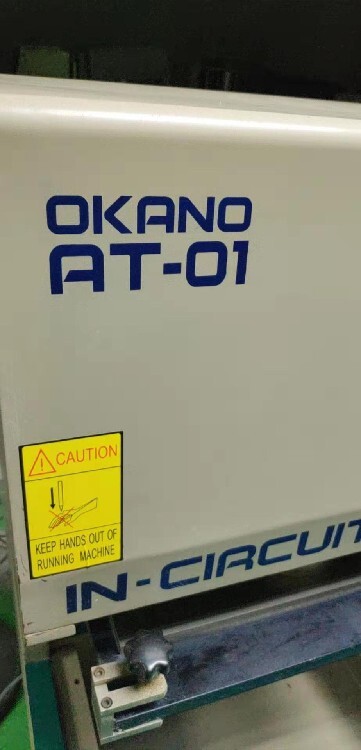 OKANO
AT-01
CAUTION
KEEP HANDS OUT OF
RUNNING MACHINE
IN-CIRCUIT